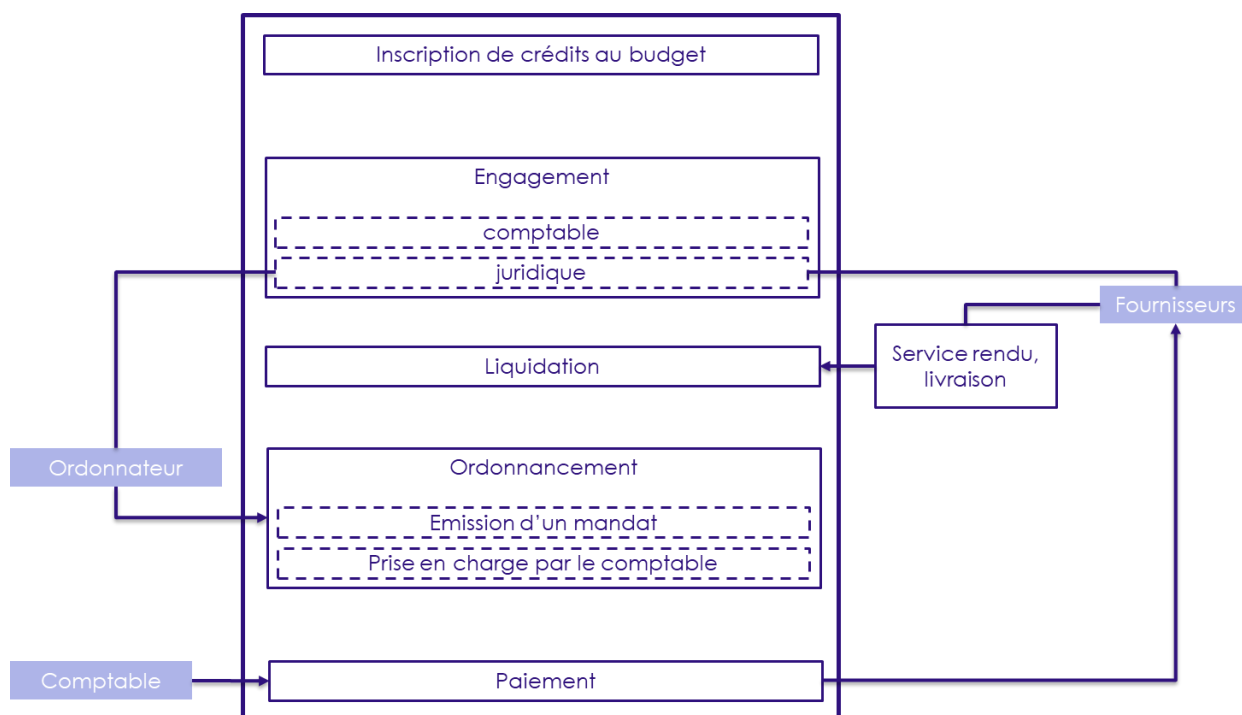 Inscription de crédits au budget
Engagement
comptable
juridique
Fournisseurs
Service rendu,
livraison
Liquidation
Ordonnateur
Ordonnancement
Emission d'un mandat
Prise en charge par le comptable
Comptable
Paiement